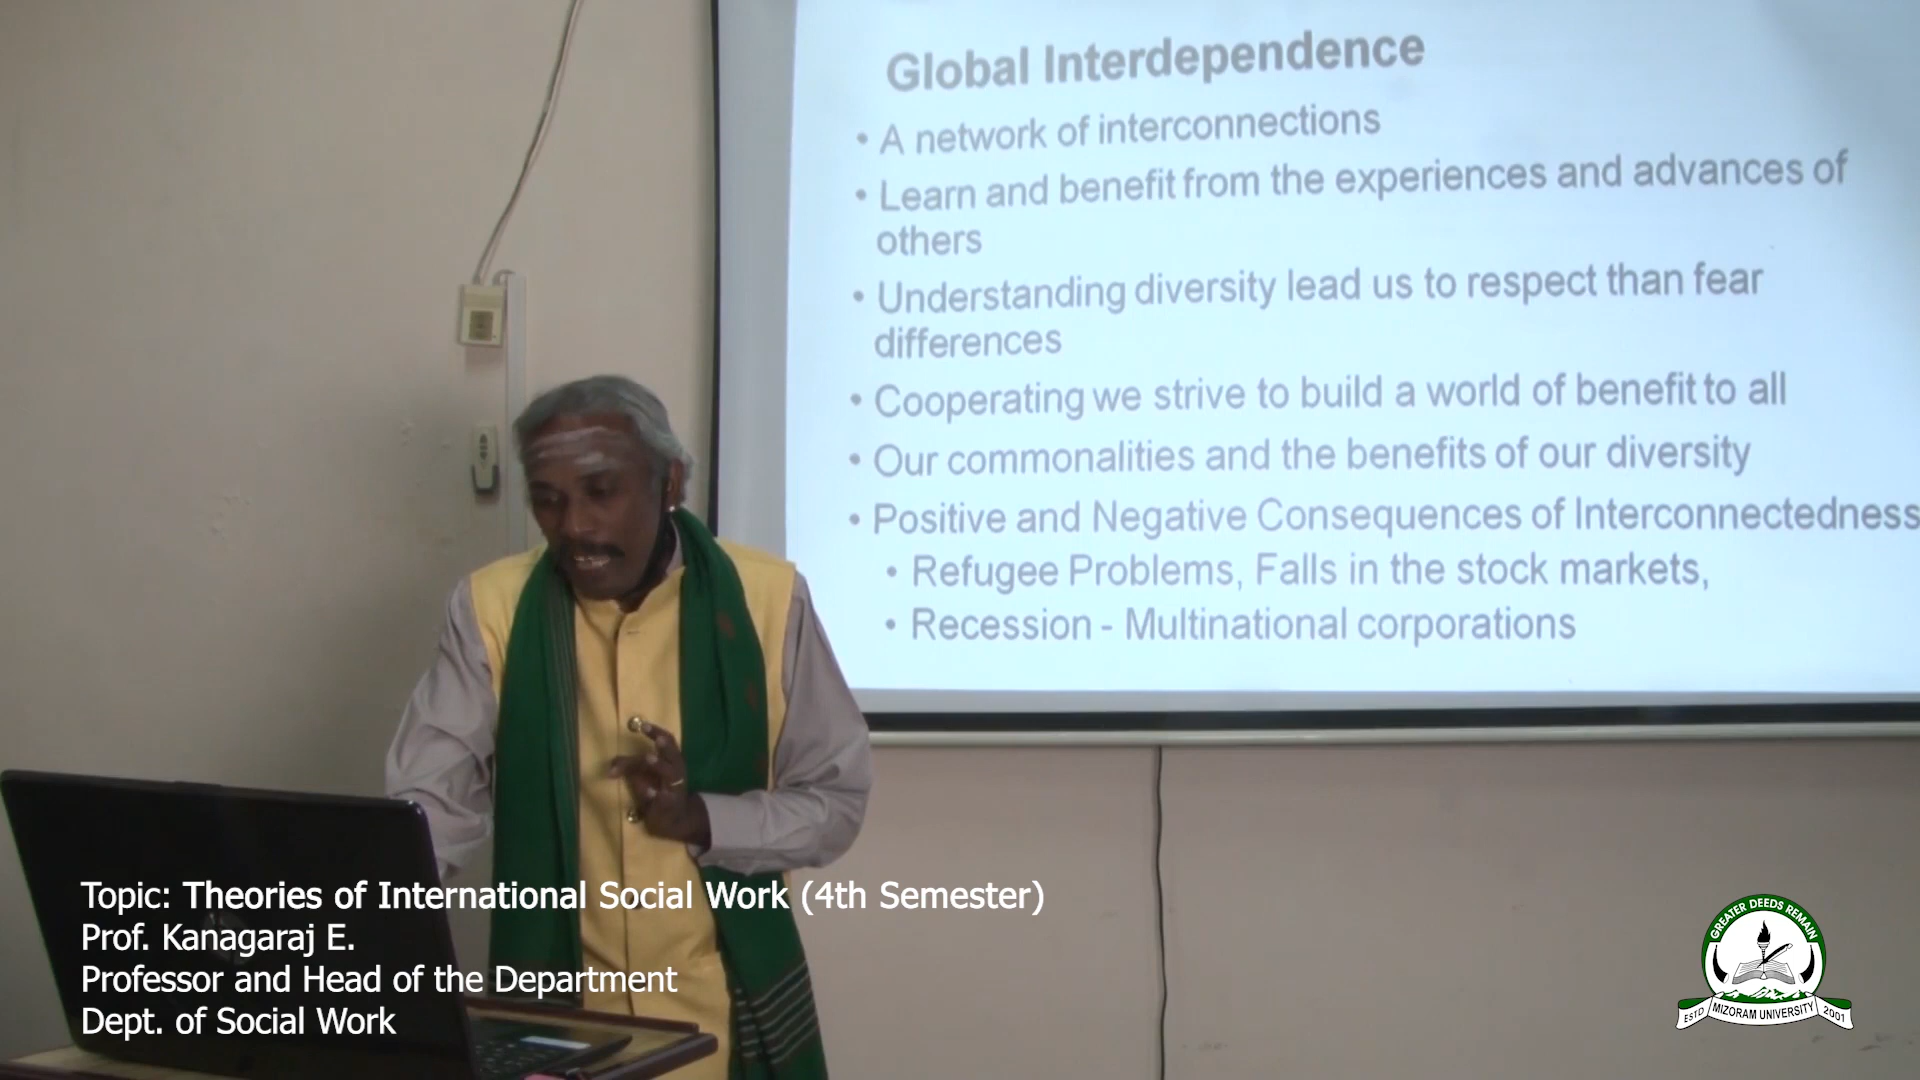 Global Interdependence
• A network of interconnections
• Learn and benefit from the experiences and advances of
others
• Understanding diversity lead us to respect than fear
differences
• Cooperating we strive to build a world of benefit to all
• Our commonalities and the benefits of our diversity
• Positive and Negative Consequences of Interconnectedness
• Refugee Problems, Falls in the stock markets,
• Recession - Multinational corporations
Topic: Theories of International Social Work (4th Semester)
Prof. Kanagaraj E.
Professor and Head of the Department
Dept. of Social Work
GREATER DEEDS REMAIN
ESTD MIZORAM UNIVERSITY 2001